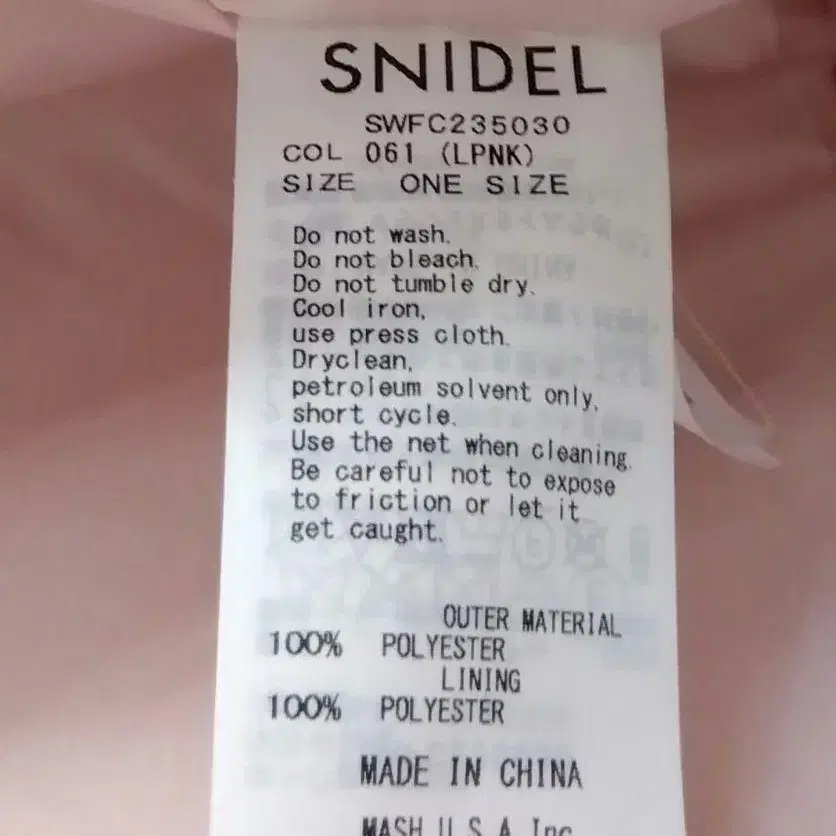 SNIDEL
SWFC235030
COL 061 (LPNK)
SIZE ONE SIZE
Do not wash.
Do not bleach.
Do not tumble dry.
Cool iron,
use press cloth.
Dryclean,
petroleum solvent only,
short cycle.
Use the net when cleaning.
Be careful not to expose
to friction or let it
get caught.
OUTER MATERIAL
100% POLYESTER
LINING
100% POLYESTER
MADE IN CHINA
MASH U.S.A Inc